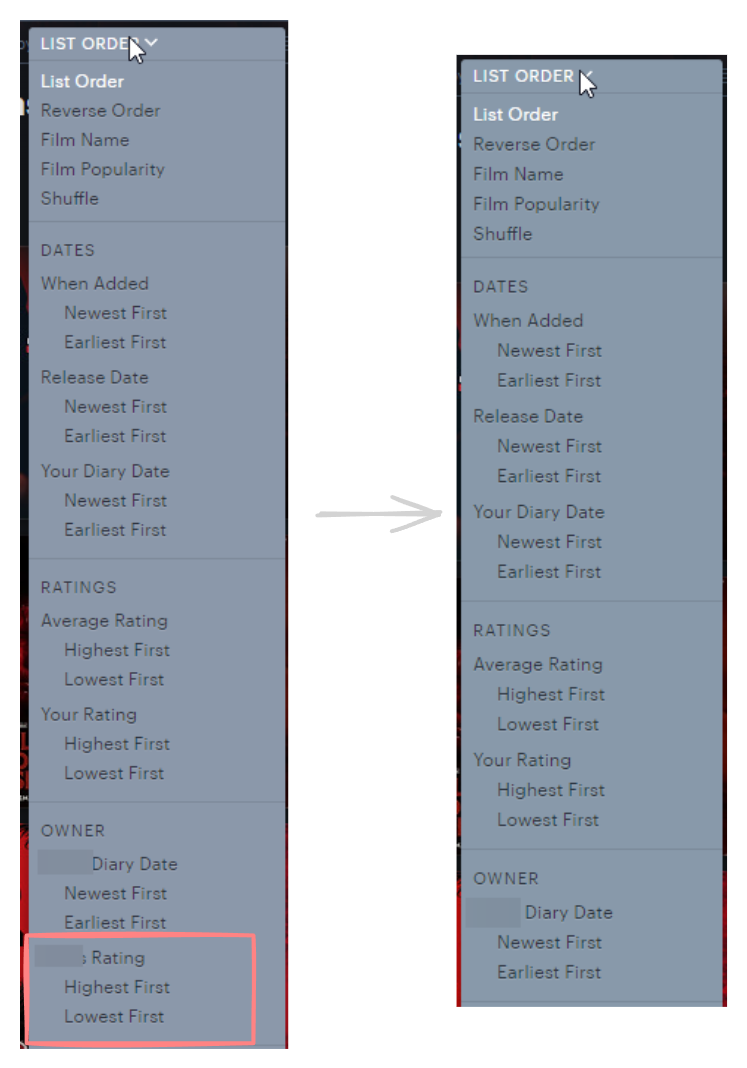 LIST ORDER
List Order
Reverse Order
Film Name
Film Popularity
Shuffle
DATES
When Added
Newest First
Earliest First
Release Date
Newest First
Earliest First
Your Diary Date
Newest First
Earliest First
RATINGS
Average Rating
Highest First
Lowest First
Your Rating
Highest First
Lowest First
OWNER
Diary Date
Newest First
Earliest First
s Rating
Highest First
Lowest First
LIST ORDER
List Order
Reverse Order
Film Name
Film Popularity
Shuffle
DATES
When Added
Newest First
Earliest First
Release Date
Newest First
Earliest First
Your Diary Date
Newest First
Earliest First
RATINGS
Average Rating
Highest First
Lowest First
Your Rating
Highest First
Lowest First
OWNER
Diary Date
Newest First
Earliest First